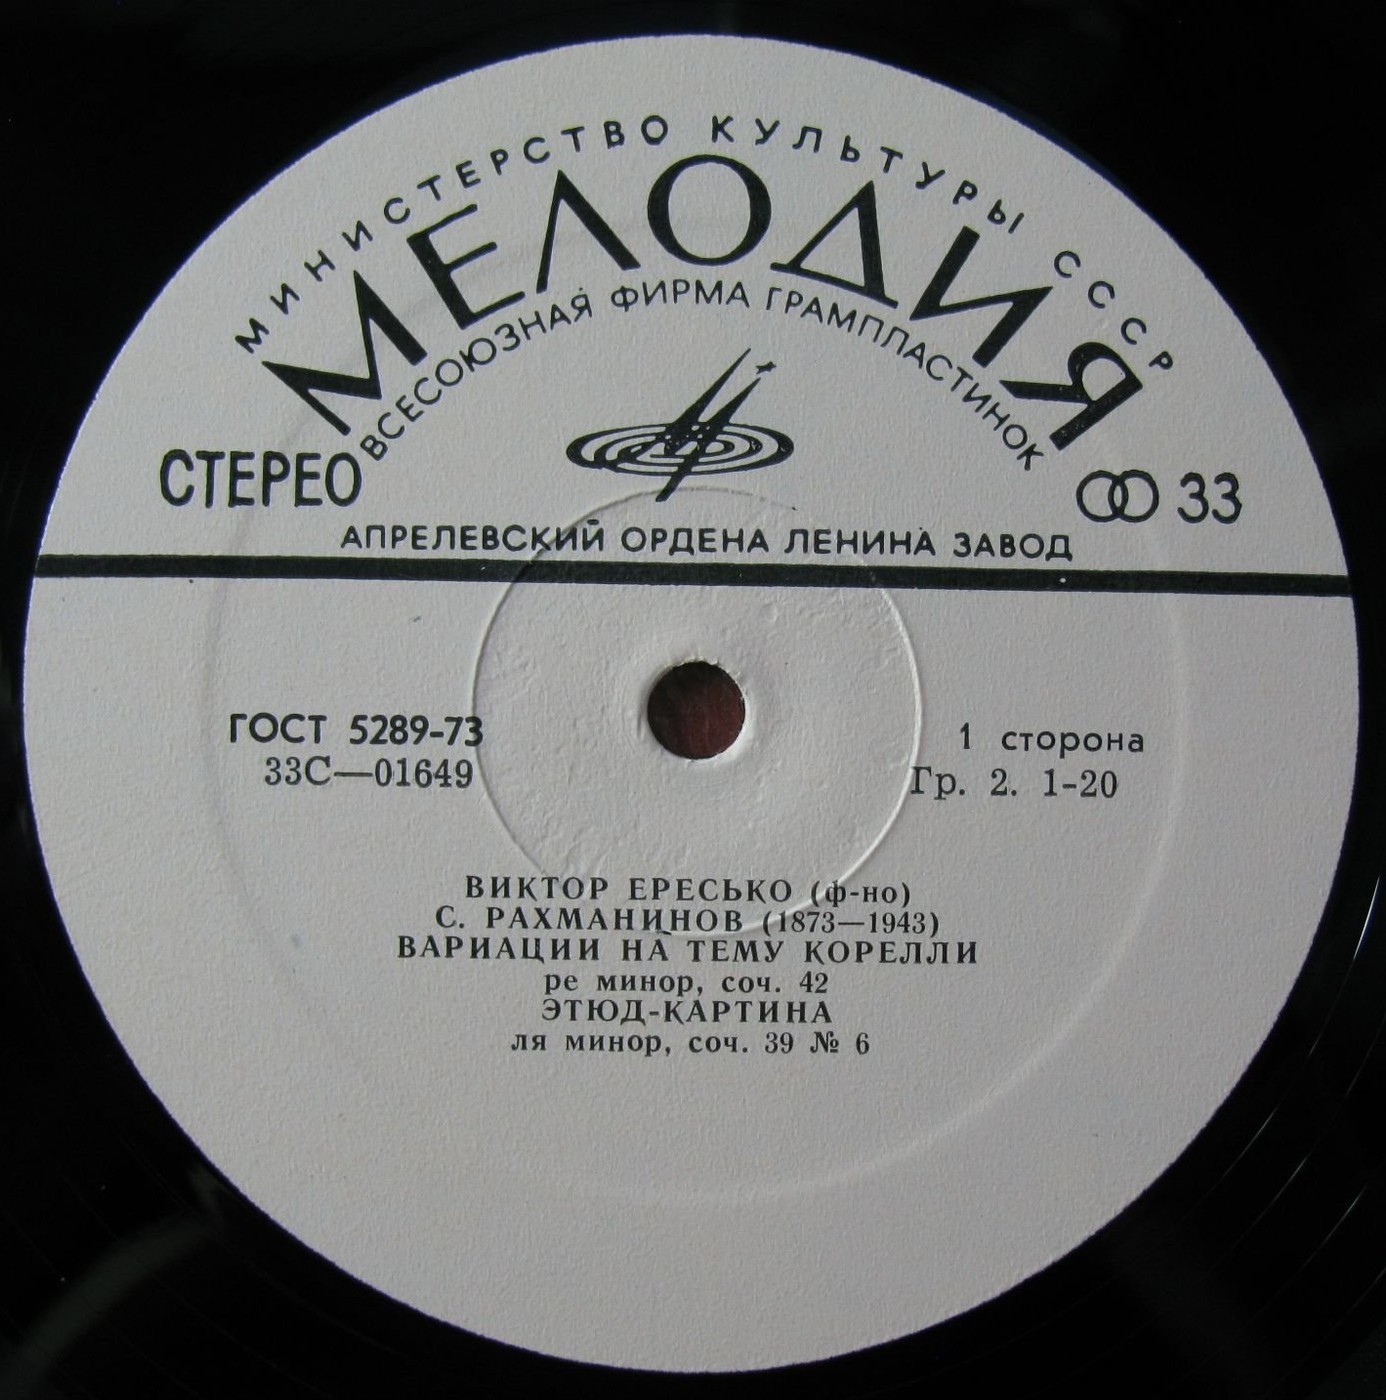 МИНИСТЕРСТВО КУЛЬТУРЫ СССР
МЕЛОДИЯ
ВСЕСОЮЗНАЯ ФИРМА ГРАМПЛАСТИНОК
СТЕРЕО
33
АПРЕЛЕВСКИЙ ОРДЕНА ЛЕНИНА ЗАВОД
ГОСТ 5289-73
33С—01649
1 сторона
Гр. 2. 1-20
ВИКТОР ЕРЕСЬКО (ф-но)
С. РАХМАНИНОВ (1873—1943)
ВАРИАЦИИ НА ТЕМУ КОРЕЛЛИ
ре минор, соч. 42
ЭТЮД-КАРТИНА
ля минор, соч. 39 № 6